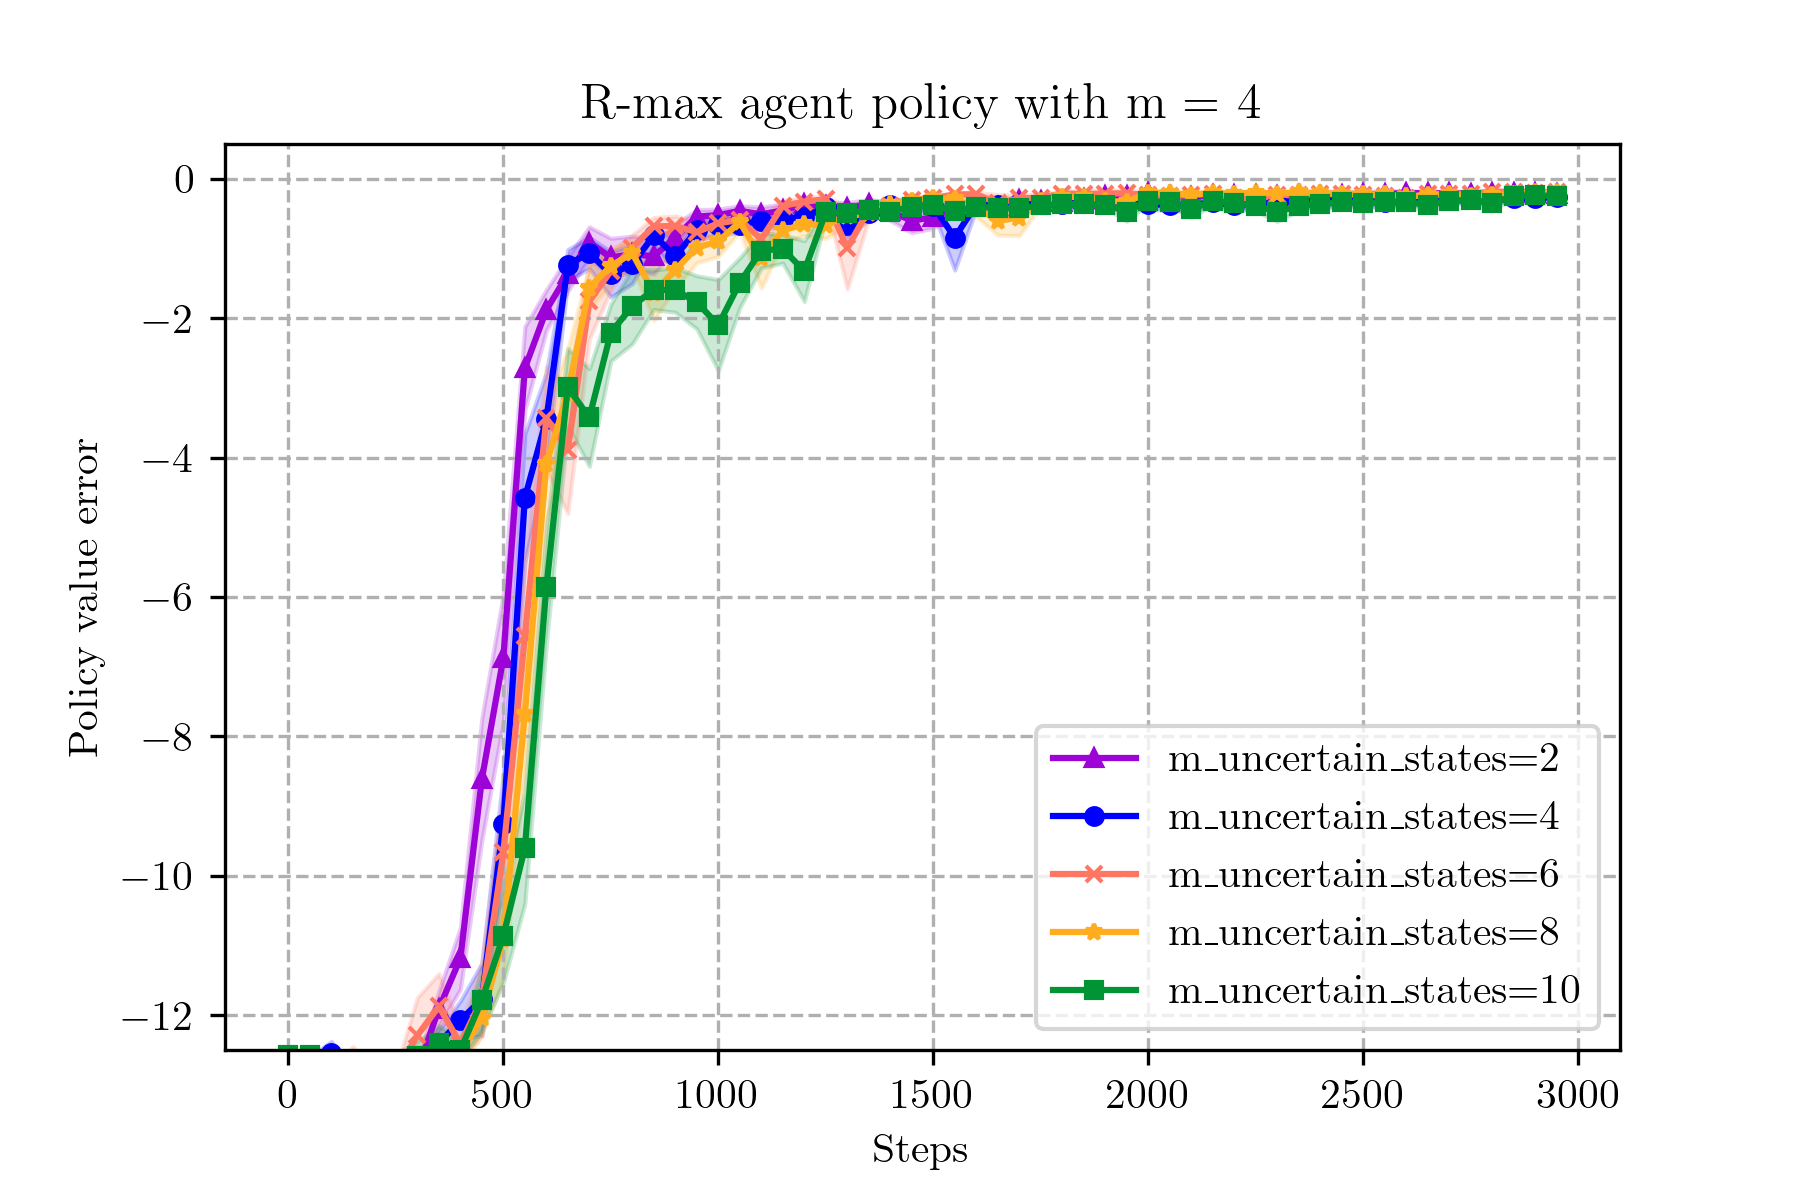 R-max agent policy with m = 4
Policy value error
0
−2
−4
−6
−8
−10
−12
m_uncertain_states=2
m_uncertain_states=4
m_uncertain_states=6
m_uncertain_states=8
m_uncertain_states=10
0 500 1000 1500 2000 2500 3000
Steps